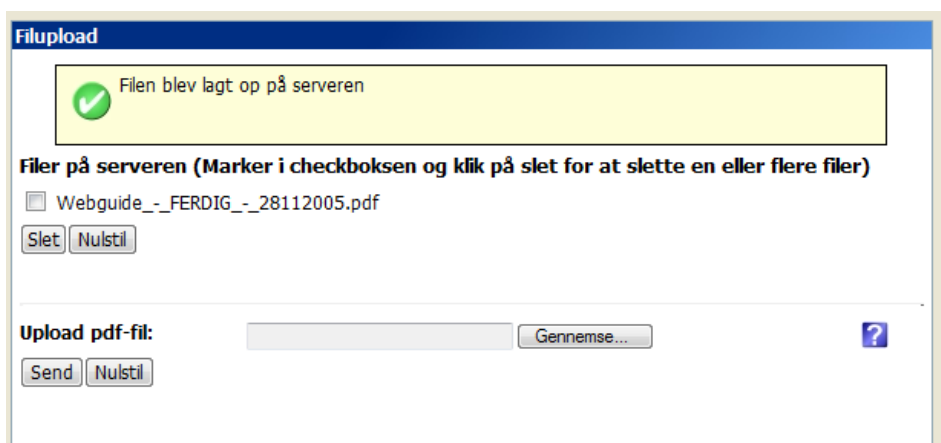 Filupload
Filen blev lagt op på serveren
Filer på serveren (Marker i checkboksen og klik på slet for at slette en eller flere filer)
Webguide_-_FERDIG_-_28112005.pdf
Slet Nulstil
Upload pdf-fil: Gennemse... ?
Send Nulstil